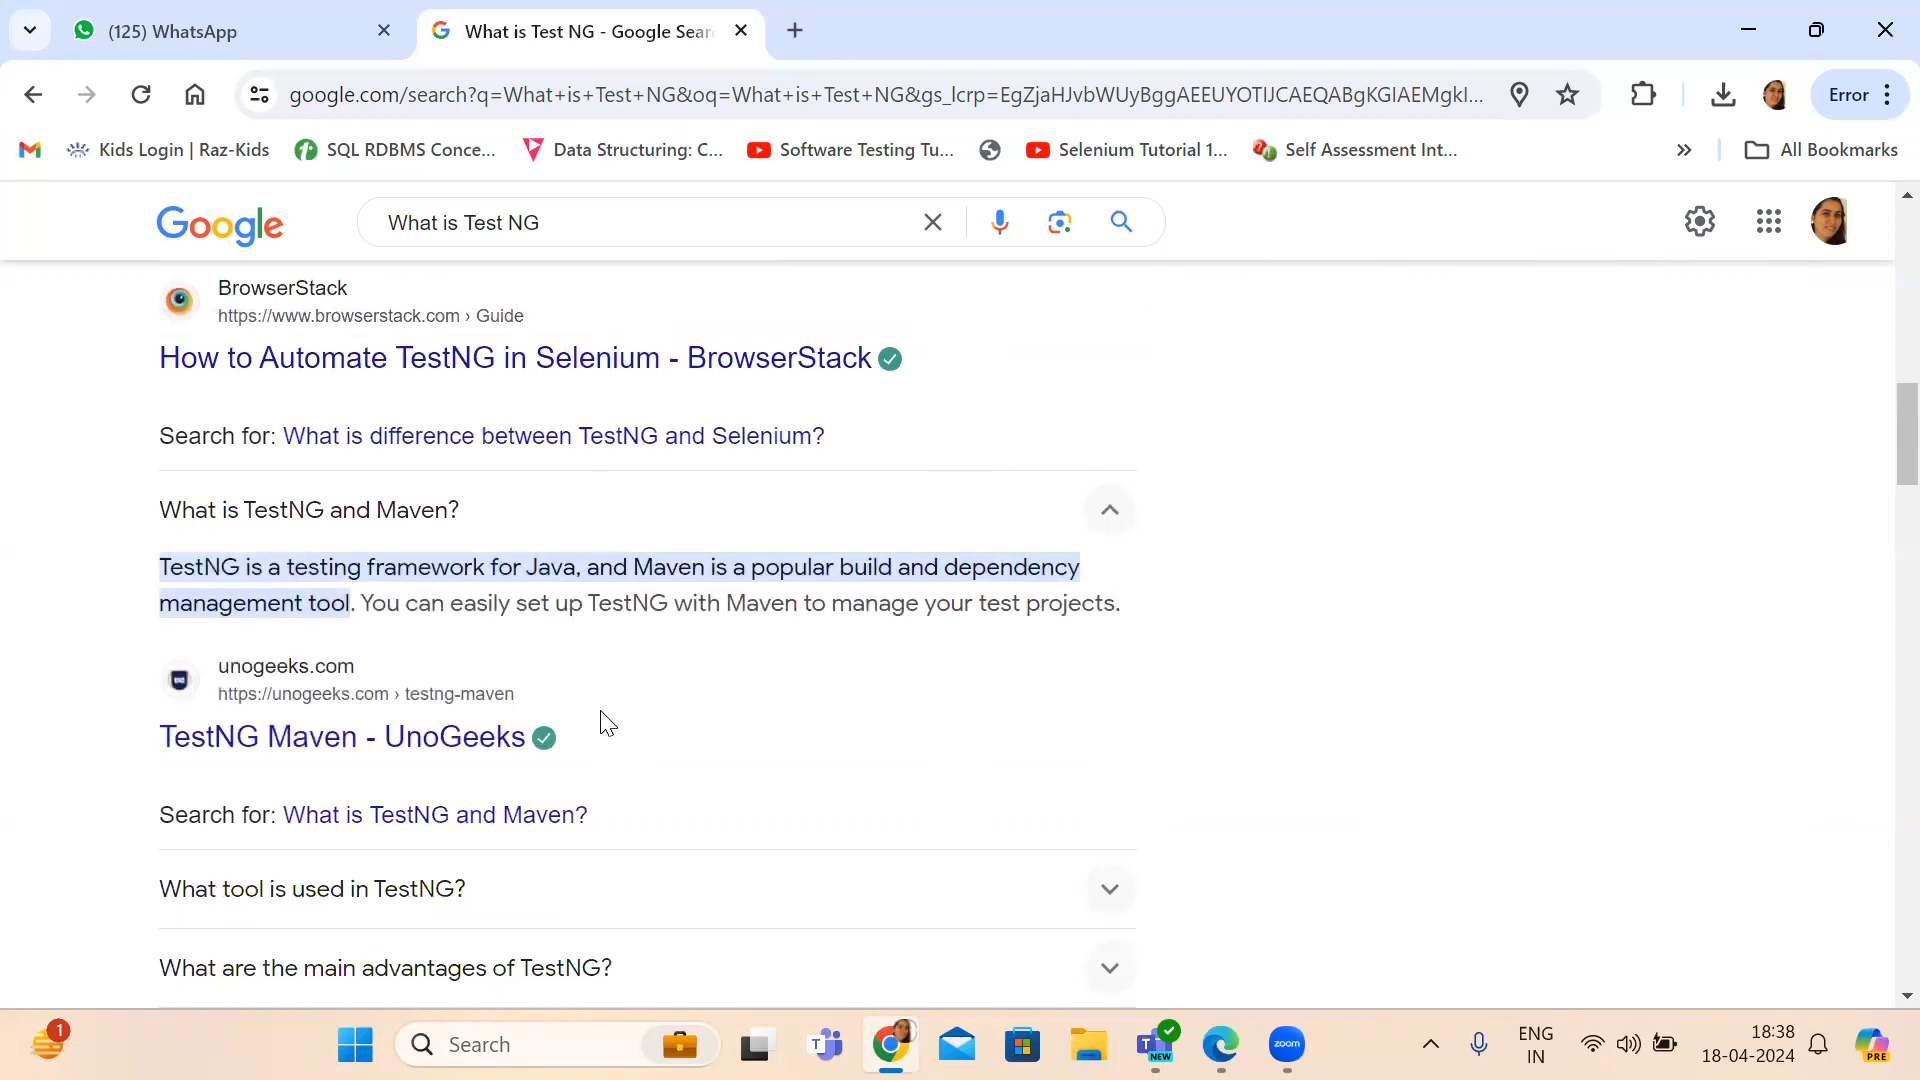 (125) WhatsApp
What is Test NG - Google Sear
google.com/search?q=What+is+Test+NG&oq=What+is+Test+NG&gs_lcrp=EgZjaHJvbWUyBggAEEUYOTIJCAEQABgKGIAEMgkI...
Error
Kids Login | Raz-Kids
SQL RDBMS Conce...
Data Structuring: C...
Software Testing Tu...
Selenium Tutorial 1...
Self Assessment Int...
All Bookmarks
Google
What is Test NG
BrowserStack
https://www.browserstack.com › Guide
How to Automate TestNG in Selenium - BrowserStack
Search for: What is difference between TestNG and Selenium?
What is TestNG and Maven?
TestNG is a testing framework for Java, and Maven is a popular build and dependency
management tool. You can easily set up TestNG with Maven to manage your test projects.
unogeeks.com
https://unogeeks.com › testng-maven
TestNG Maven - UnoGeeks
Search for: What is TestNG and Maven?
What tool is used in TestNG?
What are the main advantages of TestNG?
1
Search
NEW
zoom
ENG
IN
18:38
18-04-2024
PRE